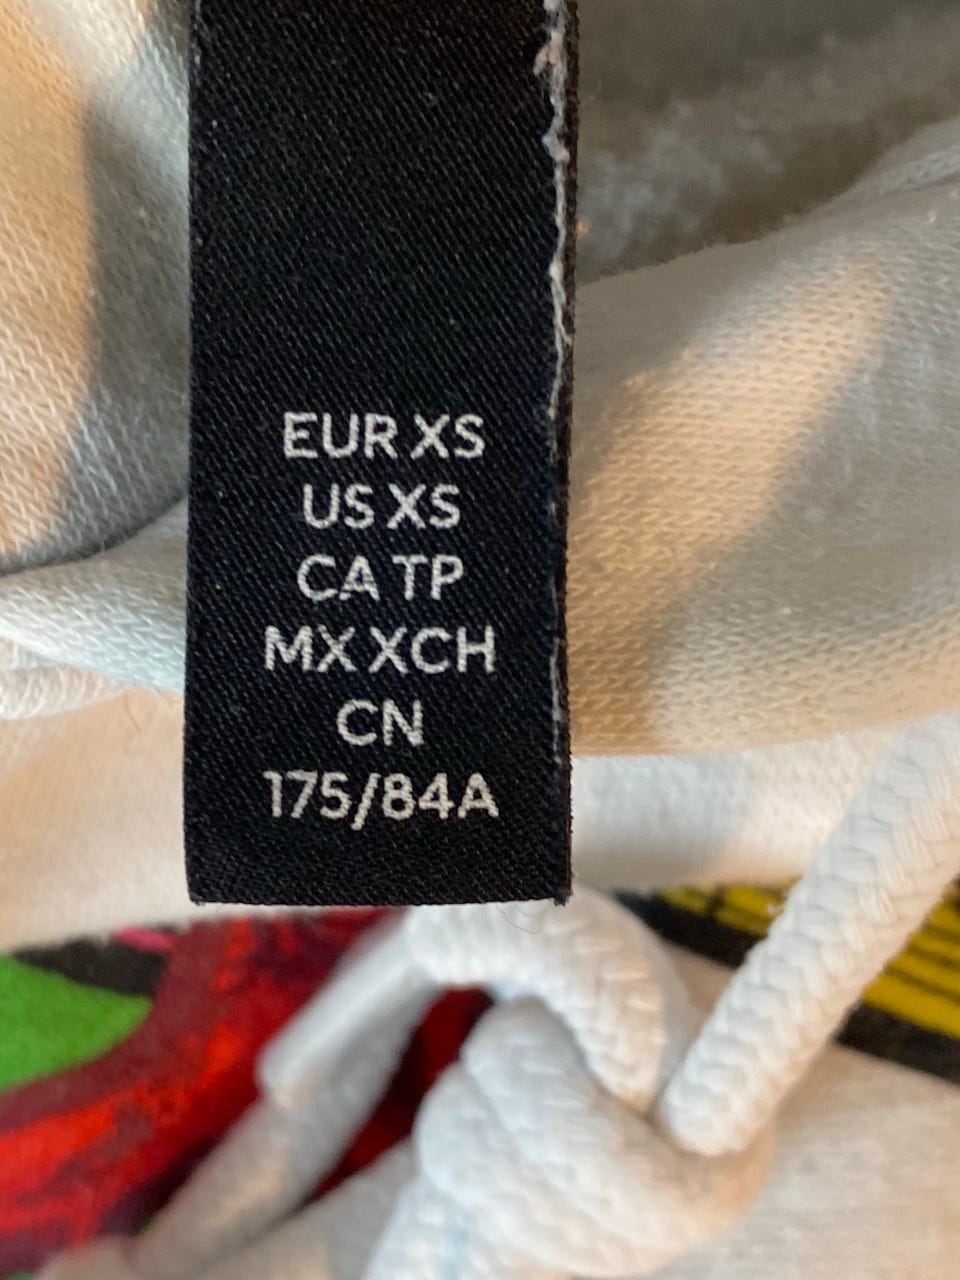 EUR XS
US XS
CA TP
MX XCH
CN
175/84A